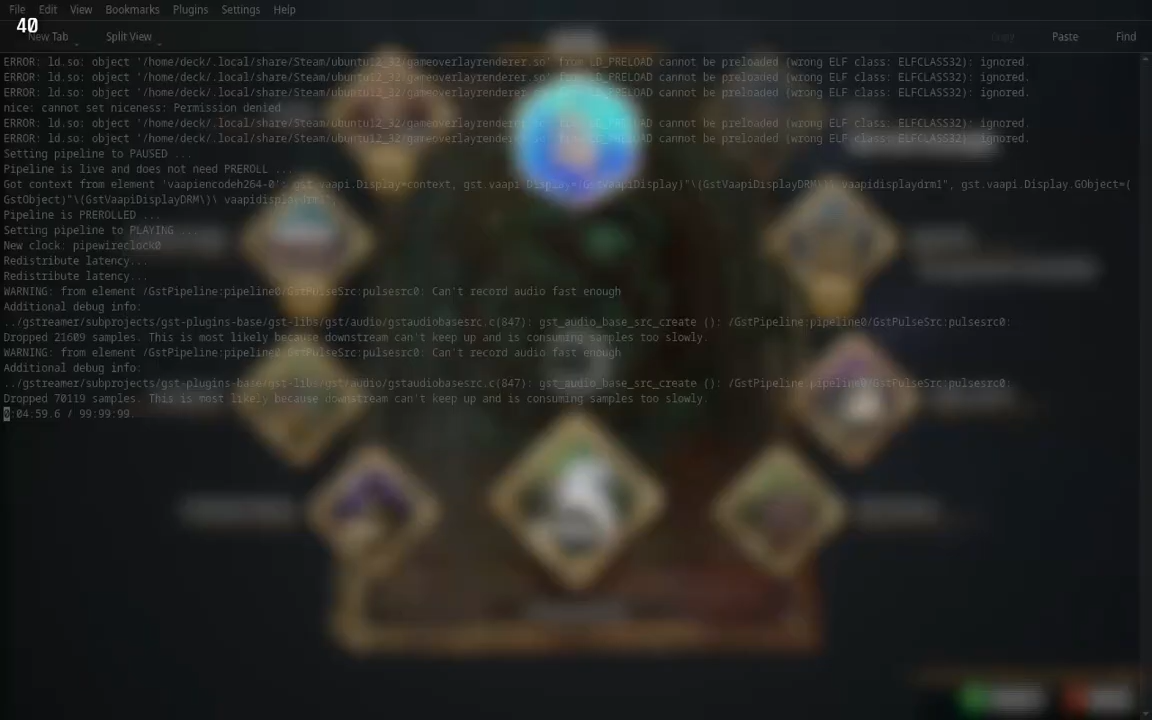 File Edit View Bookmarks Plugins Settings Help
40
New Tab Split View Copy Paste Find
ERROR: ld.so: object '/home/deck/.local/share/Steam/ubuntu12_32/gameoverlayrenderer.so' from LD_PRELOAD cannot be preloaded (wrong ELF class: ELFCLASS32): ignored.
ERROR: ld.so: object '/home/deck/.local/share/Steam/ubuntu12_32/gameoverlayrenderer.so' from LD_PRELOAD cannot be preloaded (wrong ELF class: ELFCLASS32): ignored.
ERROR: ld.so: object '/home/deck/.local/share/Steam/ubuntu12_32/gameoverlayrenderer.so' from LD_PRELOAD cannot be preloaded (wrong ELF class: ELFCLASS32): ignored.
nice: cannot set niceness: Permission denied
ERROR: ld.so: object '/home/deck/.local/share/Steam/ubuntu12_32/gameoverlayrenderer.so' from LD_PRELOAD cannot be preloaded (wrong ELF class: ELFCLASS32): ignored.
ERROR: ld.so: object '/home/deck/.local/share/Steam/ubuntu12_32/gameoverlayrenderer.so' from LD_PRELOAD cannot be preloaded (wrong ELF class: ELFCLASS32): ignored.
Setting pipeline to PAUSED ...
Pipeline is live and does not need PREROLL ...
Got context from element 'vaapiencodeh264-0': gst.vaapi.Display=context, gst.vaapi.Display=(GstVaapiDisplay)"\(GstVaapiDisplayDRM\)\ vaapidisplaydrm1", gst.vaapi.Display.GObject=(
GstObject)"\(GstVaapiDisplayDRM\)\ vaapidisplaydrm1";
Pipeline is PREROLLED ...
Setting pipeline to PLAYING ...
New clock: pipewireclock0
Redistribute latency...
Redistribute latency...
WARNING: from element /GstPipeline:pipeline0/GstPulseSrc:pulsesrc0: Can't record audio fast enough
Additional debug info:
../gstreamer/subprojects/gst-plugins-base/gst-libs/gst/audio/gstaudiobasesrc.c(847): gst_audio_base_src_create (): /GstPipeline:pipeline0/GstPulseSrc:pulsesrc0:
Dropped 21609 samples. This is most likely because downstream can't keep up and is consuming samples too slowly.
WARNING: from element /GstPipeline:pipeline0/GstPulseSrc:pulsesrc0: Can't record audio fast enough
Additional debug info:
../gstreamer/subprojects/gst-plugins-base/gst-libs/gst/audio/gstaudiobasesrc.c(847): gst_audio_base_src_create (): /GstPipeline:pipeline0/GstPulseSrc:pulsesrc0:
Dropped 70119 samples. This is most likely because downstream can't keep up and is consuming samples too slowly.
0:04:59.6 / 99:99:99.